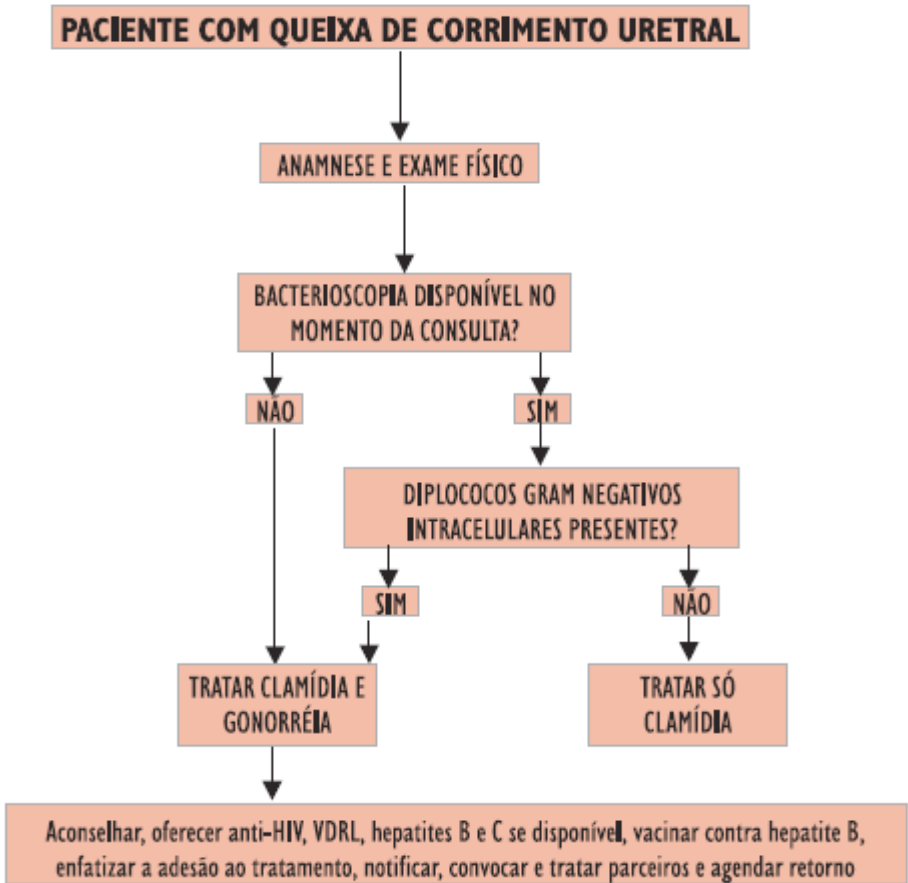 PACIENTE COM QUEIXA DE CORRIMENTO URETRAL
ANAMNESE E EXAME FÍSICO
BACTERIOSCOPIA DISPONÍVEL NO
MOMENTO DA CONSULTA?
NÃO
SIM
DIPLOCOCOS GRAM NEGATIVOS
INTRACELULARES PRESENTES?
SIM
NÃO
TRATAR CLAMÍDIA E
GONORRÉIA
TRATAR SÓ
CLAMÍDIA
Aconselhar, oferecer anti-HIV, VDRL, hepatites B e C se disponível, vacinar contra hepatite B,
enfatizar a adesão ao tratamento, notificar, convocar e tratar parceiros e agendar retorno